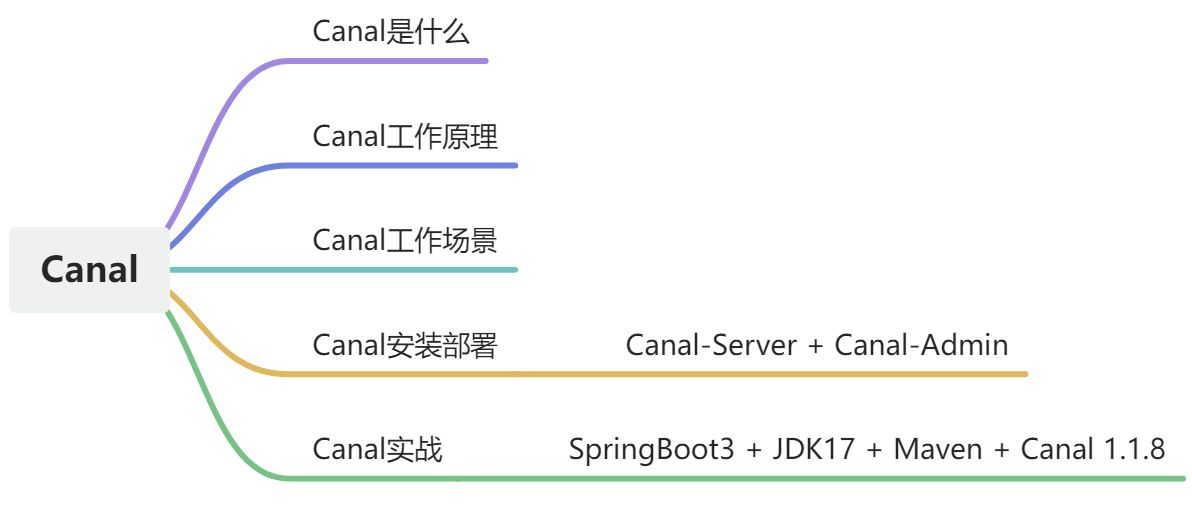 Canal是什么
Canal工作原理
Canal工作场景
Canal
Canal安装部署 Canal-Server + Canal-Admin
Canal实战 SpringBoot3 + JDK17 + Maven + Canal 1.1.8